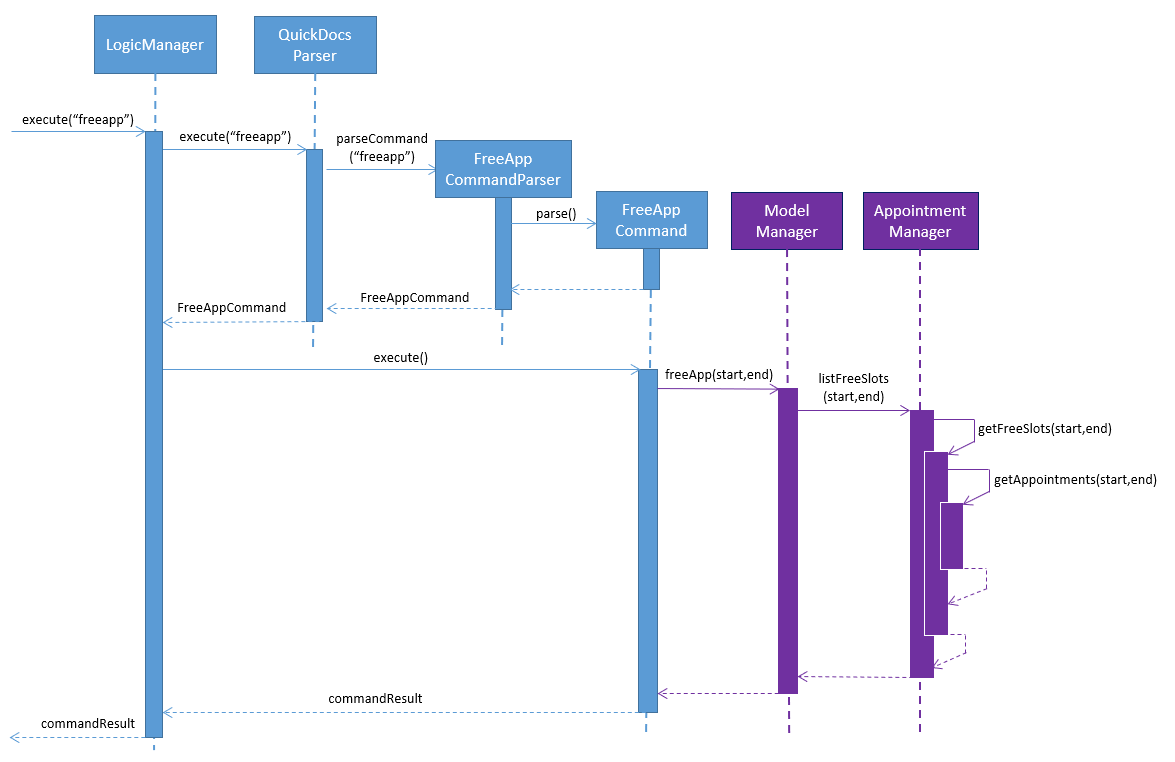 LogicManager
QuickDocs
Parser
execute(“freeapp”)
execute(“freeapp”)
parseCommand
(“freeapp”)
FreeApp
CommandParser
parse()
FreeApp
Command
Model
Manager
Appointment
Manager
FreeAppCommand
FreeAppCommand
execute()
freeApp(start,end)
listFreeSlots
(start,end)
getFreeSlots(start,end)
getAppointments(start,end)
commandResult
commandResult